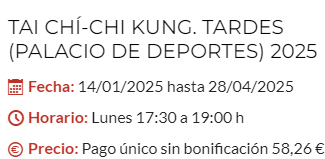 TAI CHÍ-CHI KUNG. TARDES
(PALACIO DE DEPORTES) 2025
Fecha: 14/01/2025 hasta 28/04/2025
Horario: Lunes 17:30 a 19:00 h
Precio: Pago único sin bonificación 58,26 €